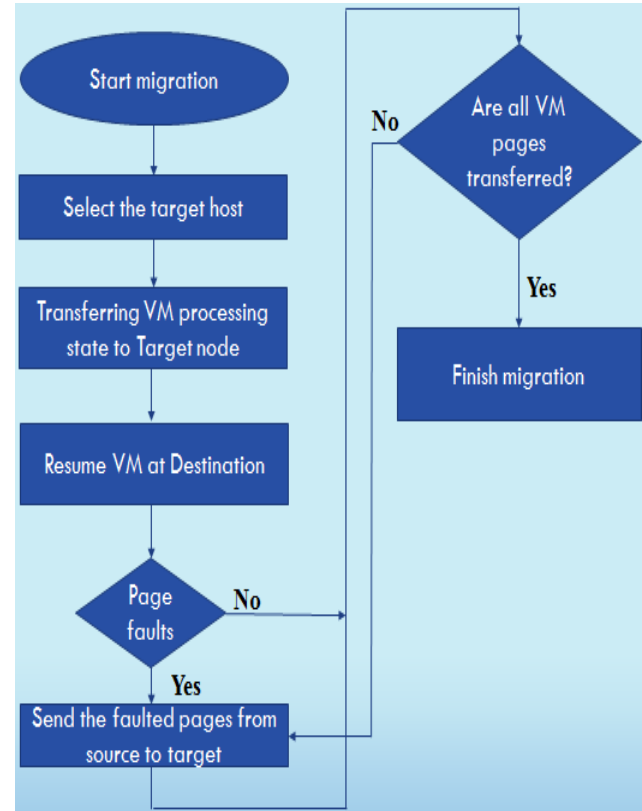 Start migration
Select the target host
Transferring VM processing
state to Target node
Resume VM at Destination
Page
faults
No
Yes
Send the faulted pages from
source to target
Are all VM
pages
transferred?
No
Yes
Finish migration